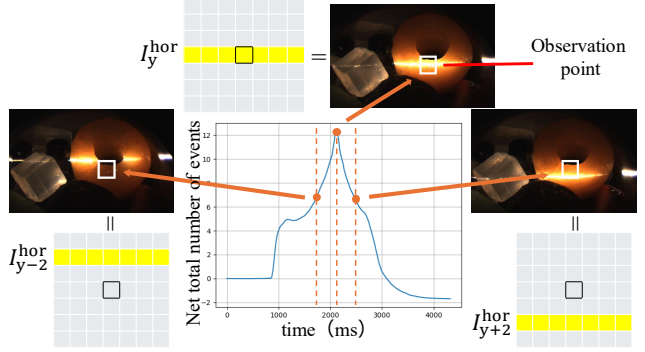 I_y^hor
=
Observation
point
Net total number of events
12
10
8
6
4
2
0
−2
0
1000
2000
3000
4000
time (ms)
=
I_y−2^hor
=
I_y+2^hor